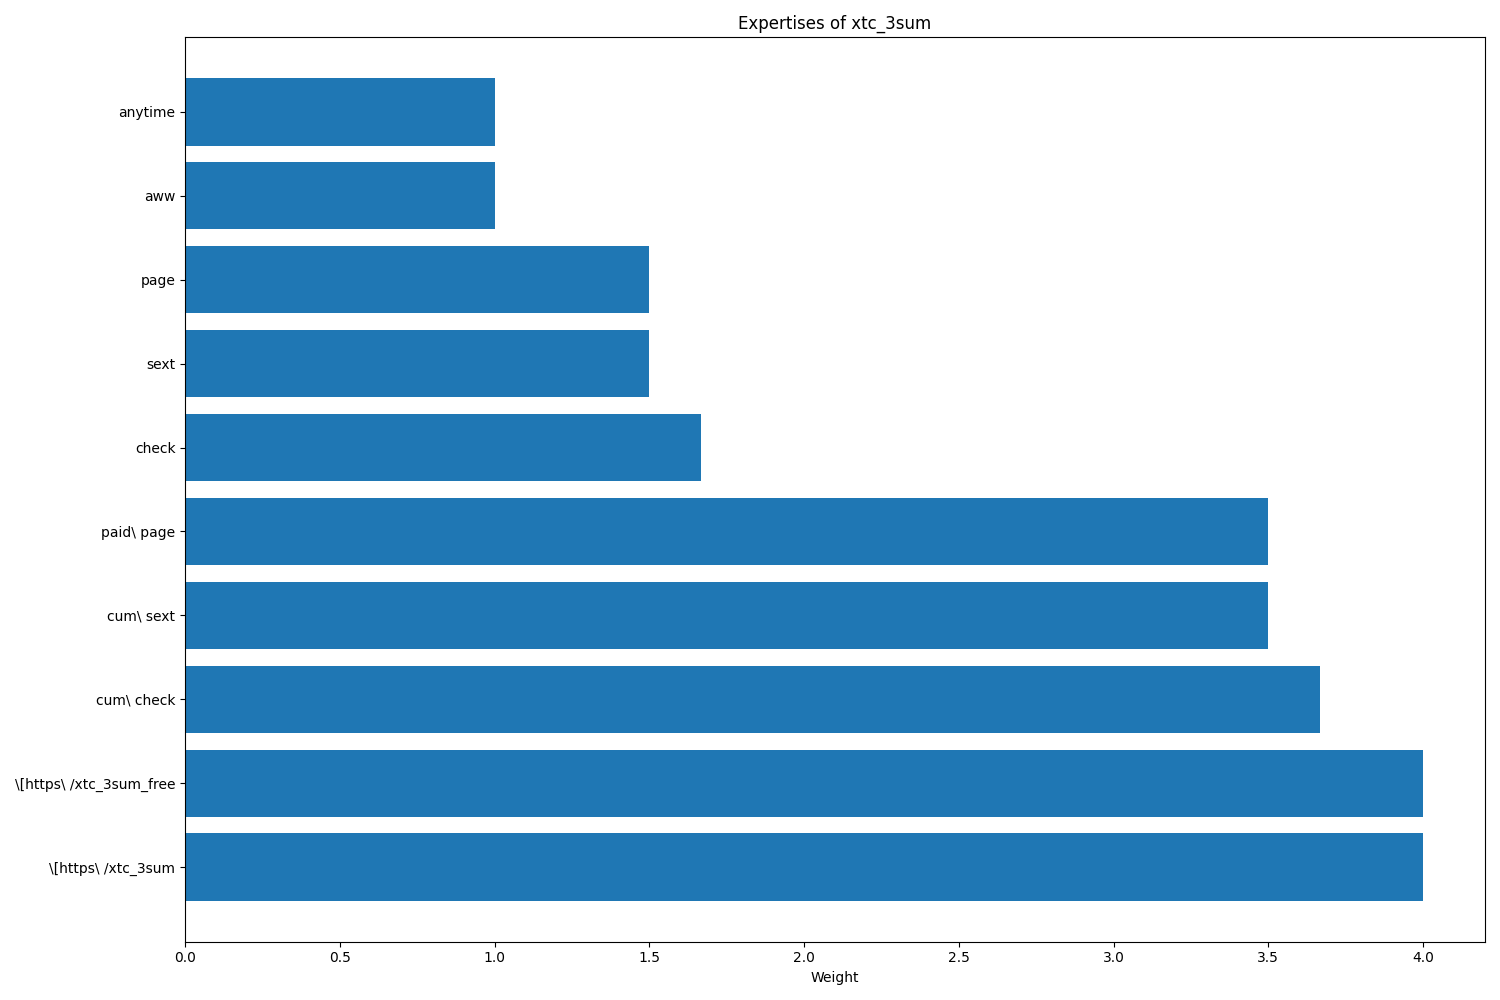 Expertises of xtc_3sum
anytime
aww
page
sext
check
paid\ page
cum\ sext
cum\ check
\[https\ /xtc_3sum_free
\[https\ /xtc_3sum
0.0 0.5 1.0 1.5 2.0 2.5 3.0 3.5 4.0
Weight